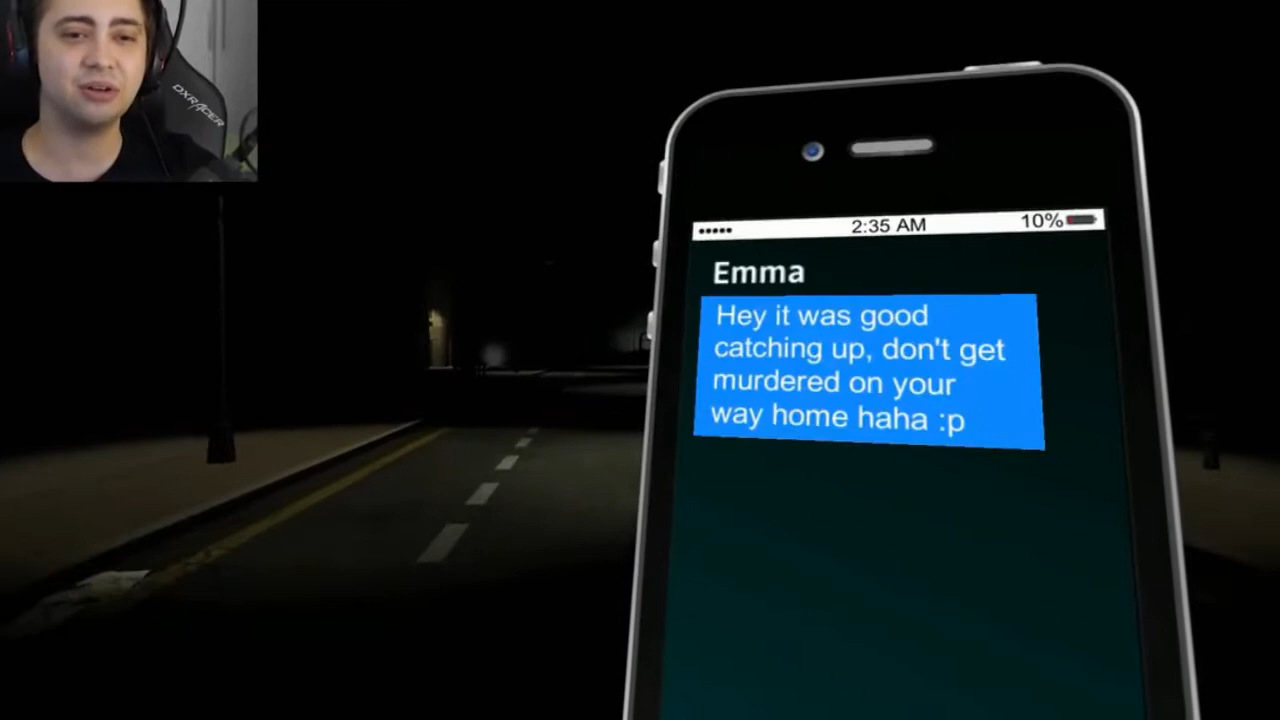 DXRACER
2:35 AM 10%
Emma
Hey it was good
catching up, don't get
murdered on your
way home haha :p